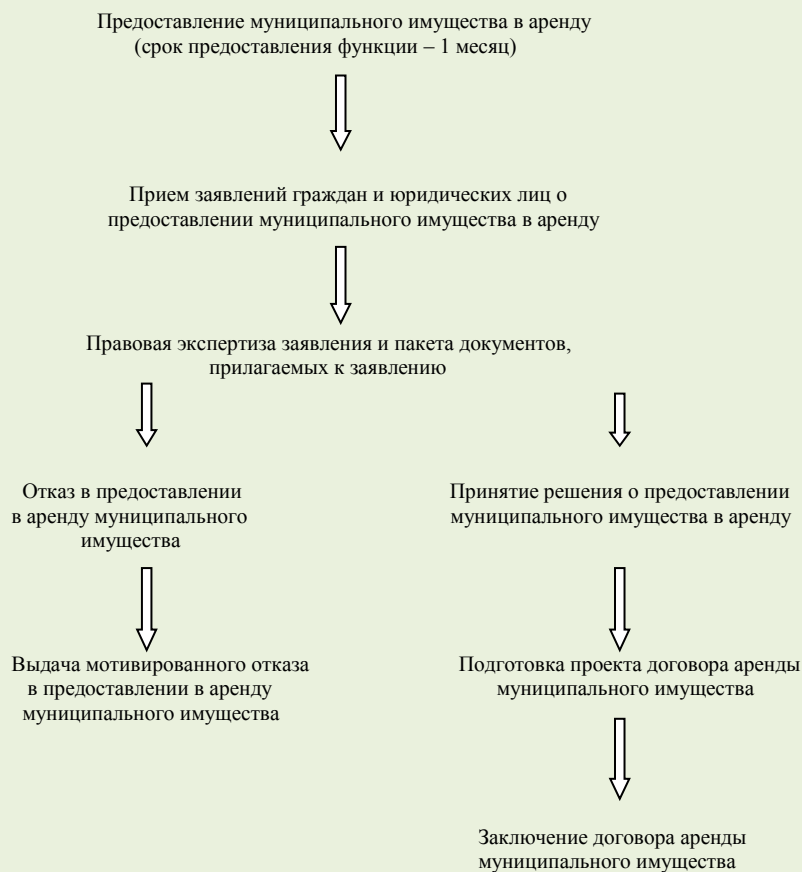 Предоставление муниципального имущества в аренду
(срок предоставления функции – 1 месяц)
Прием заявлений граждан и юридических лиц о
предоставлении муниципального имущества в аренду
Правовая экспертиза заявления и пакета документов,
прилагаемых к заявлению
Отказ в предоставлении
в аренду муниципального
имущества
Принятие решения о предоставлении
муниципального имущества в аренду
Выдача мотивированного отказа
в предоставлении в аренду
муниципального имущества
Подготовка проекта договора аренды
муниципального имущества
Заключение договора аренды
муниципального имущества